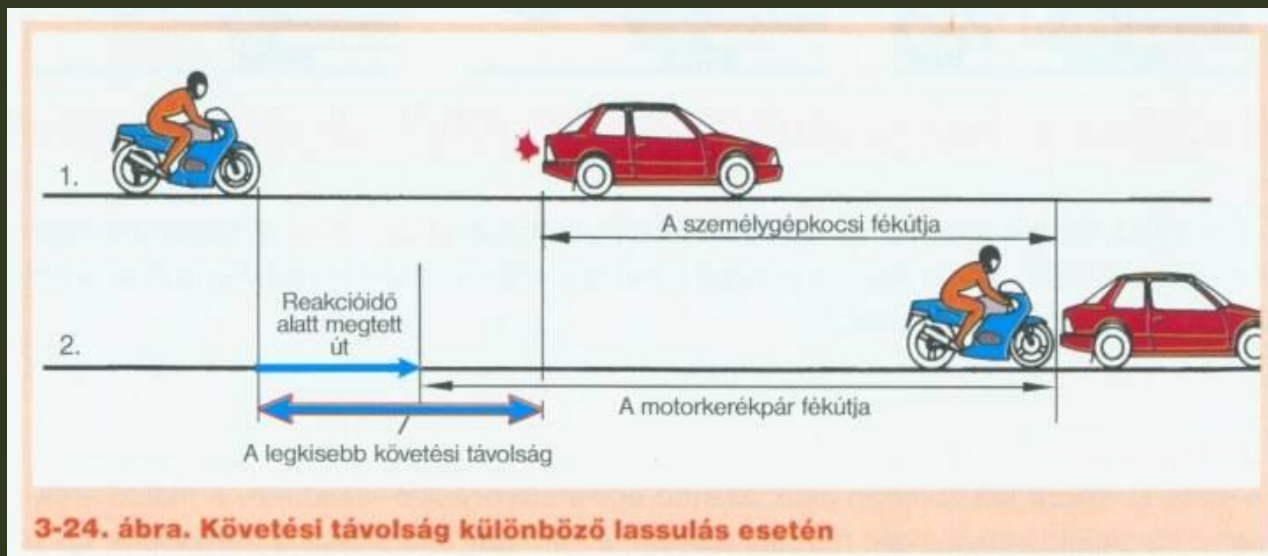 1.
A személygépkocsi fékútja
Reakcióidő
alatt megtett
út
2.
A motorkerékpár fékútja
A legkisebb követési távolság
3-24. ábra. Követési távolság különböző lassulás esetén